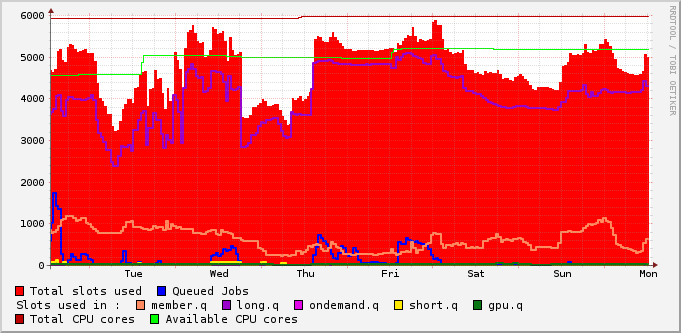 6000
5000
4000
3000
2000
1000
0
Tue Wed Thu Fri Sat Sun Mon
RRDTOOL / TOBI OETIKER
Total slots used Queued Jobs
Slots used in : member.q long.q ondemand.q short.q gpu.q
Total CPU cores Available CPU cores